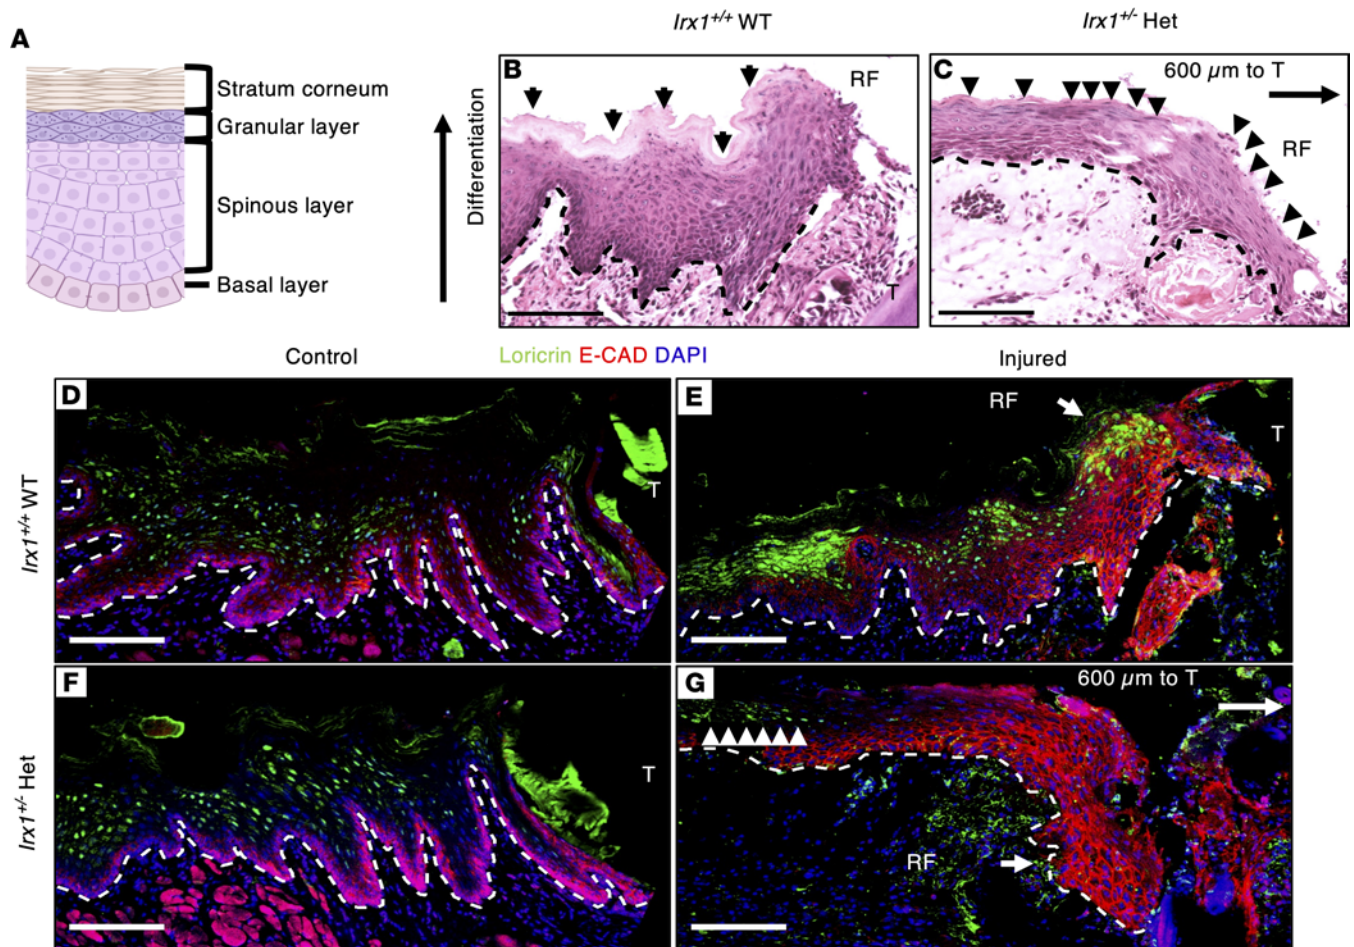 Irx1+/+ WT
Irx1+/- Het
A
Stratum corneum
Granular layer
Spinous layer
Basal layer
Differentiation
B
RF
T
C
600 µm to T
RF
Control
Loricrin E-CAD DAPI
Injured
Irx1+/+ WT
D
T
E
RF
T
Irx1+/- Het
F
T
G
600 µm to T
RF